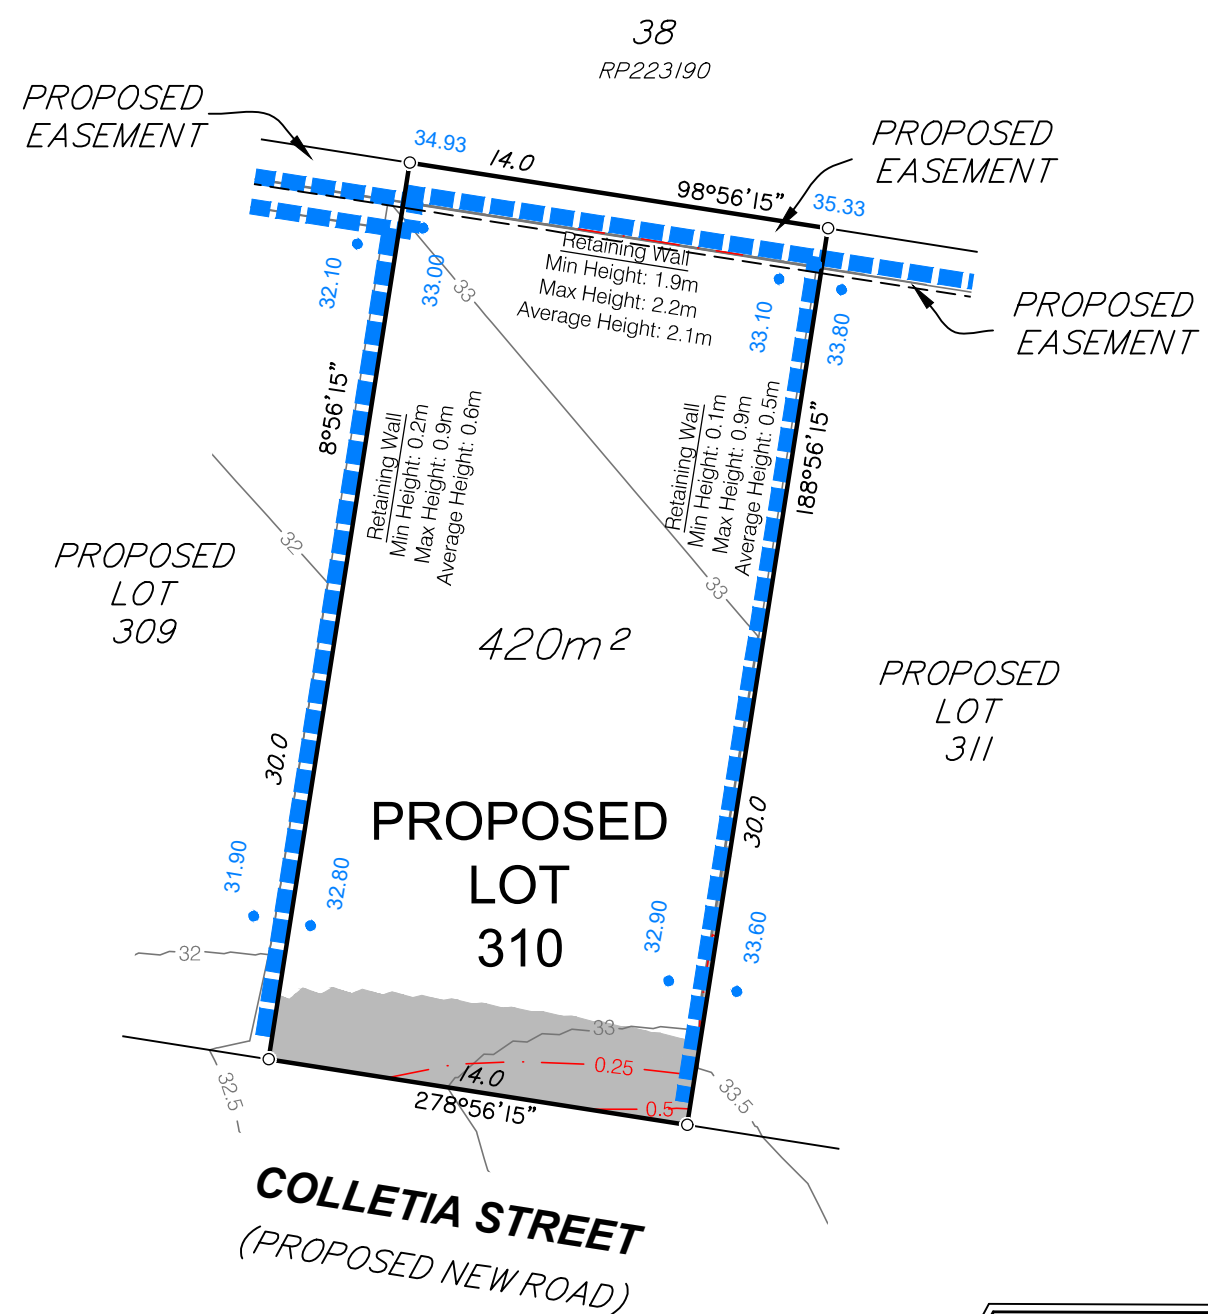 38
RP223190
PROPOSED
EASEMENT
34.93
14.0
98°56'15"
PROPOSED
EASEMENT
35.33
Retaining Wall
Min Height: 1.9m
Max Height: 2.2m
Average Height: 2.1m
32.10
33.00
33
33.10
33.80
PROPOSED
EASEMENT
8°56'15"
Retaining Wall
Min Height: 0.2m
Max Height: 0.9m
Average Height: 0.6m
Retaining Wall
Min Height: 0.1m
Max Height: 0.9m
Average Height: 0.5m
188°56'15"
32
33
PROPOSED
LOT
309
420m²
PROPOSED
LOT
311
30.0
30.0
PROPOSED
LOT
310
31.90
32.80
32.90
33.60
32
33
0.25
0.5
32.5
33.5
14.0
278°56'15"
COLLETIA STREET
(PROPOSED NEW ROAD)